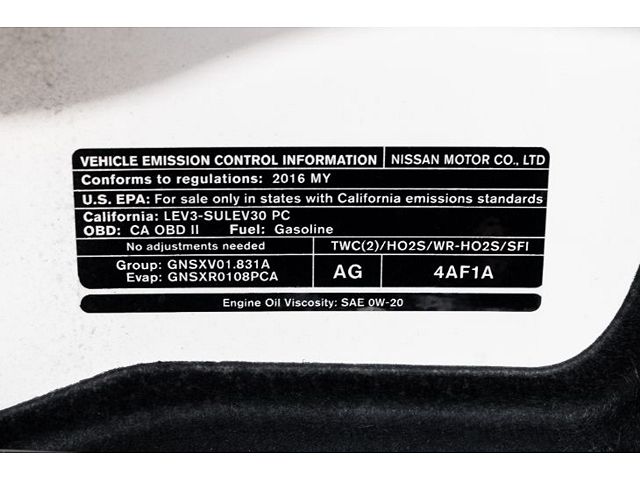 VEHICLE EMISSION CONTROL INFORMATION NISSAN MOTOR CO., LTD
Conforms to regulations: 2016 MY
U.S. EPA: For sale only in states with California emissions standards
California: LEV3-SULEV30 PC
OBD: CA OBD II Fuel: Gasoline
No adjustments needed TWC(2)/HO2S/WR-HO2S/SFI
Group: GNSXV01.831A
Evap: GNSXR0108PCA
AG 4AF1A
Engine Oil Viscosity: SAE 0W-20